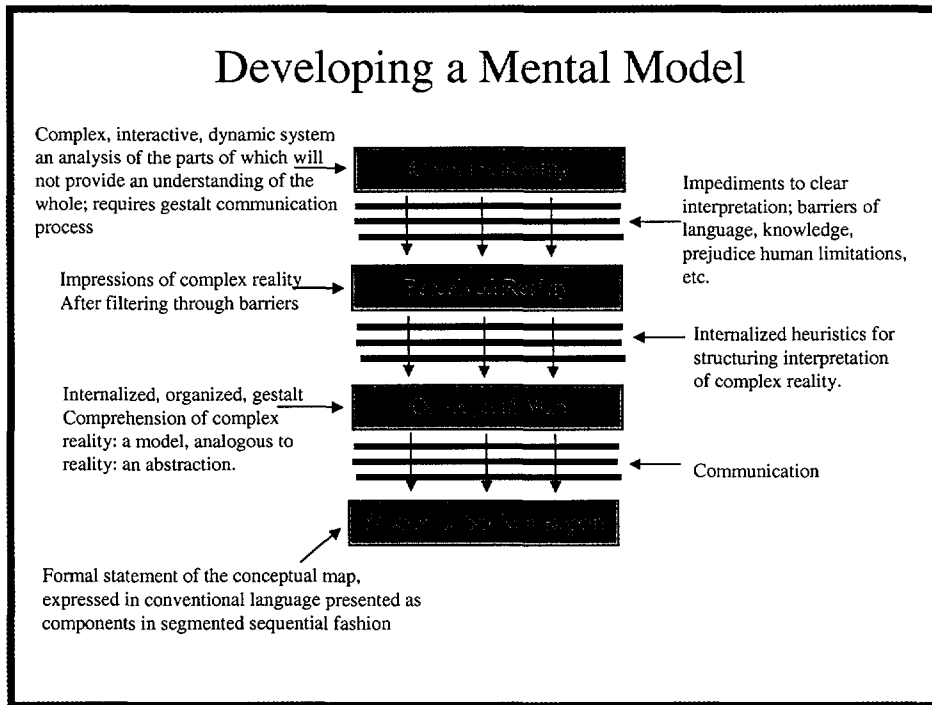 Developing a Mental Model
Complex, interactive, dynamic system
an analysis of the parts of which will
not provide an understanding of the
whole; requires gestalt communication
process
Impediments to clear
interpretation; barriers of
language, knowledge,
prejudice human limitations,
etc.
Impressions of complex reality
After filtering through barriers
Reality
Internalized heuristics for
structuring interpretation
of complex reality.
Internalized, organized, gestalt
Comprehension of complex
reality: a model, analogous to
reality: an abstraction.
Communication
Formal statement of the conceptual map,
expressed in conventional language presented as
components in segmented sequential fashion